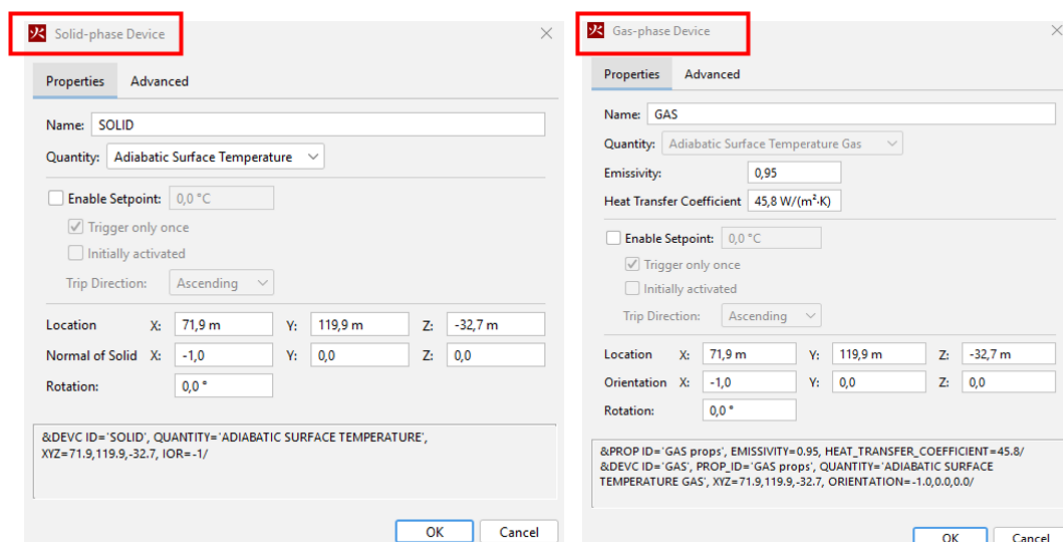 Solid-phase Device
Properties Advanced
Name: SOLID
Quantity: Adiabatic Surface Temperature
Enable Setpoint: 0,0 °C
Trigger only once
Initially activated
Trip Direction: Ascending
Location X: 71,9 m Y: 119,9 m Z: -32,7 m
Normal of Solid X: -1,0 Y: 0,0 Z: 0,0
Rotation: 0,0 °
&DEVC ID='SOLID', QUANTITY='ADIABATIC SURFACE TEMPERATURE',
XYZ=71.9,119.9,-32.7, IOR=-1/
OK Cancel
Gas-phase Device
Properties Advanced
Name: GAS
Quantity: Adiabatic Surface Temperature Gas
Emissivity: 0,95
Heat Transfer Coefficient 45,8 W/(m²·K)
Enable Setpoint: 0,0 °C
Trigger only once
Initially activated
Trip Direction: Ascending
Location X: 71,9 m Y: 119,9 m Z: -32,7 m
Orientation X: -1,0 Y: 0,0 Z: 0,0
Rotation: 0,0 °
&PROP ID='GAS props', EMISSIVITY=0.95, HEAT_TRANSFER_COEFFICIENT=45.8/
&DEVC ID='GAS', PROP_ID='GAS props', QUANTITY='ADIABATIC SURFACE
TEMPERATURE GAS', XYZ=71.9,119.9,-32.7, ORIENTATION=-1.0,0.0,0.0/
OK Cancel